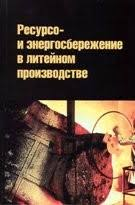 Ресурсо-
и энергосбережение
в литейном
производстве